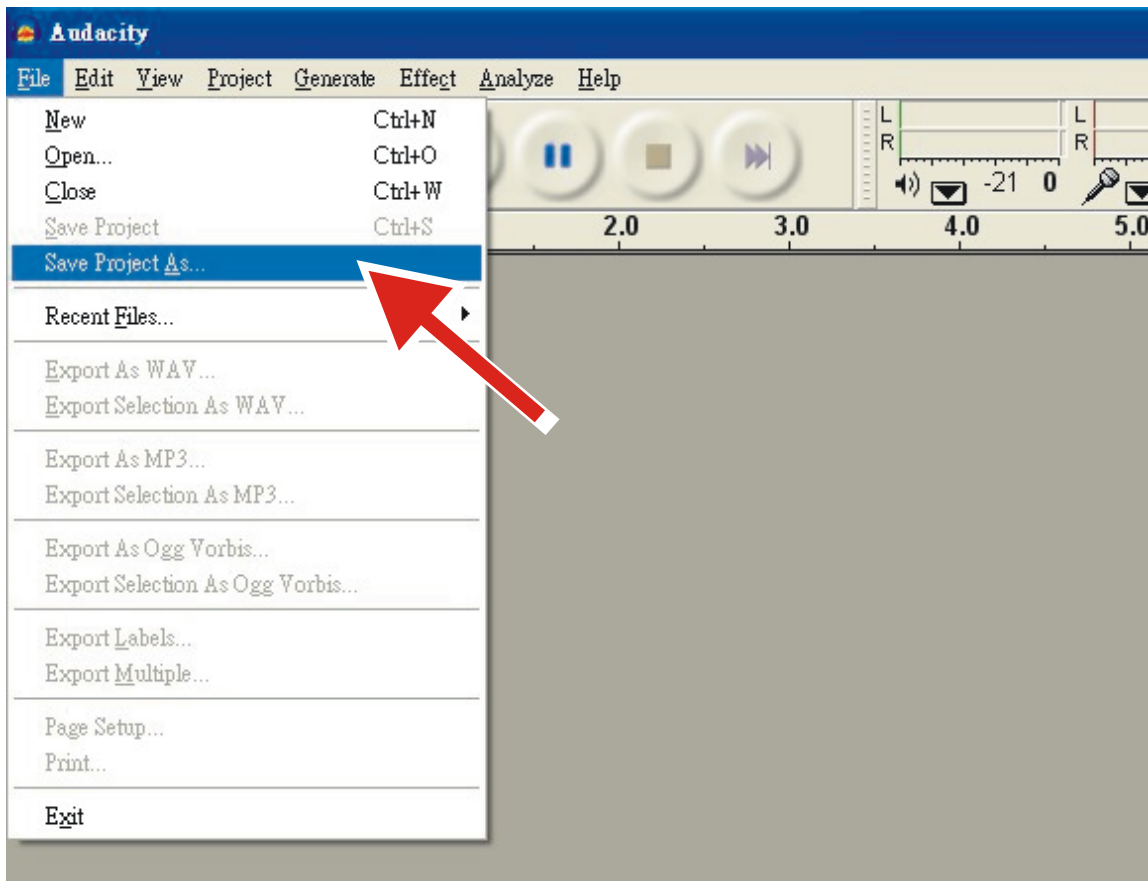 Audacity
File Edit View Project Generate Effect Analyze Help
New Ctrl+N
Open... Ctrl+O
Close Ctrl+W
Save Project Ctrl+S
Save Project As...
Recent Files...
Export As WAV...
Export Selection As WAV...
Export As MP3...
Export Selection As MP3...
Export As Ogg Vorbis...
Export Selection As Ogg Vorbis...
Export Labels...
Export Multiple...
Page Setup...
Print...
Exit
L L
R R
-21 0
2.0 3.0 4.0 5.0